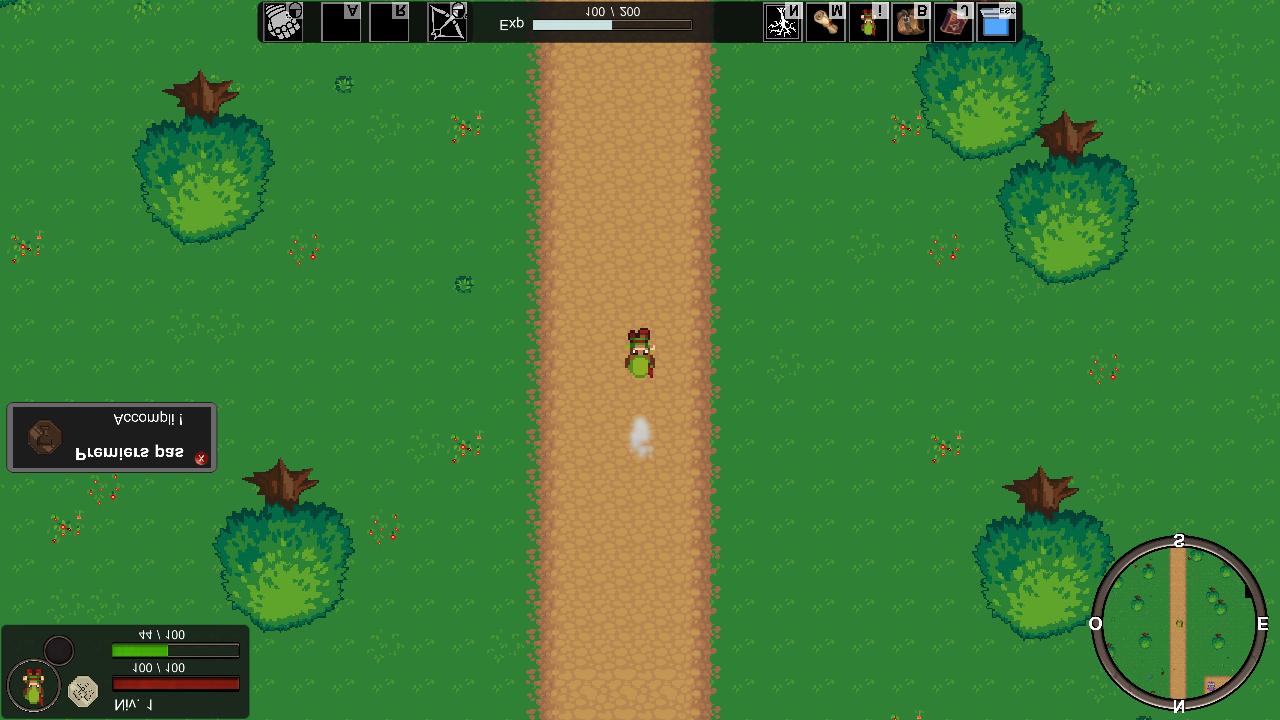 Niv. 1
100 / 100
44 / 100
N
O
E
S
Premiers pas
x
Accompli !
A
R
Exp
100 / 200
N
M
I
B
J
ESC